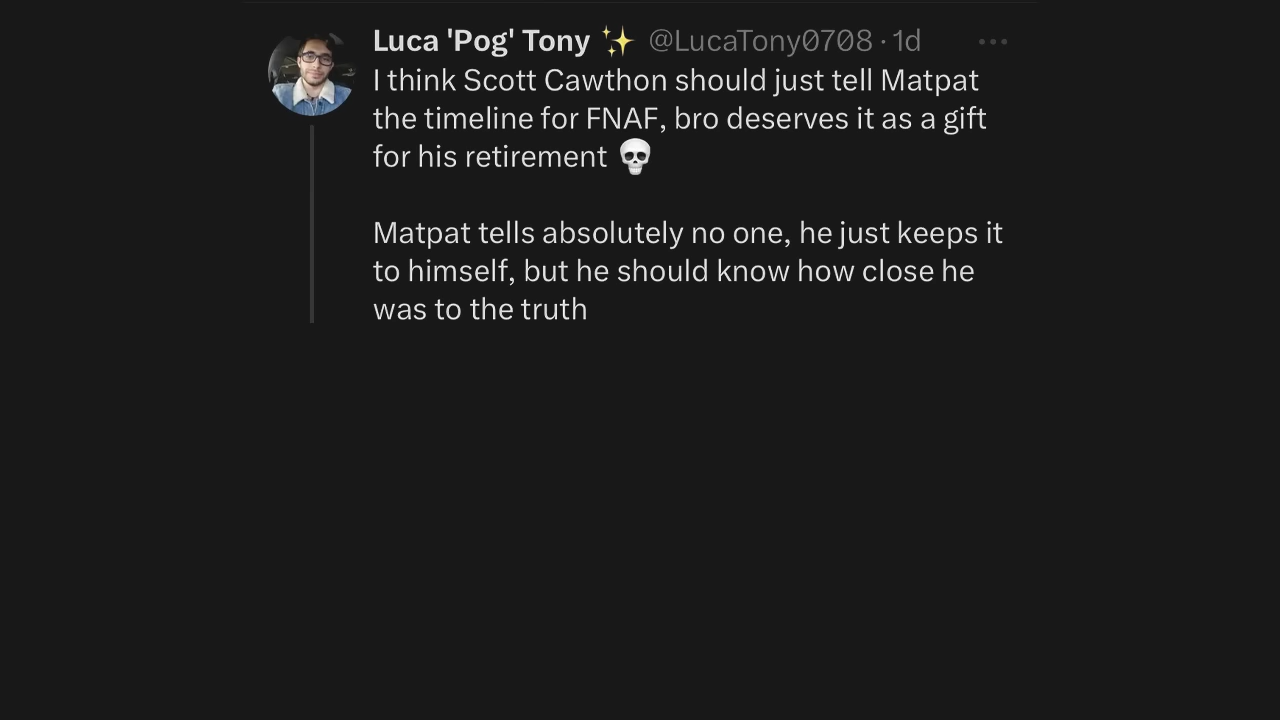 Luca 'Pog' Tony ✨ @LucaTony0708 · 1d
I think Scott Cawthon should just tell Matpat
the timeline for FNAF, bro deserves it as a gift
for his retirement 💀
Matpat tells absolutely no one, he just keeps it
to himself, but he should know how close he
was to the truth